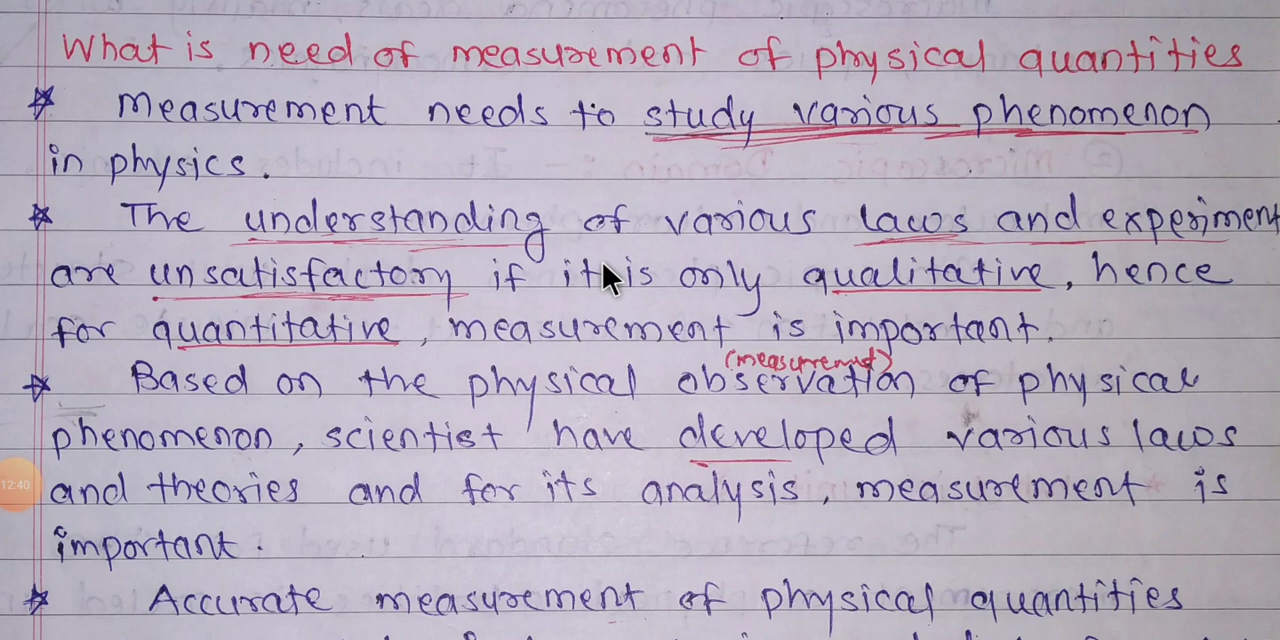 What is need of measurement of physical quantities
* Measurement needs to study various phenomenon
in physics.
* The understanding of various laws and experiment
are unsatisfactory if it is only qualitative, hence
for quantitative, measurement is important.
(measurement)
* Based on the physical observation of physical
phenomenon, scientist have developed various laws
and theories and for its analysis, measurement is
12:40
important.
* Accurate measurement of physical quantities